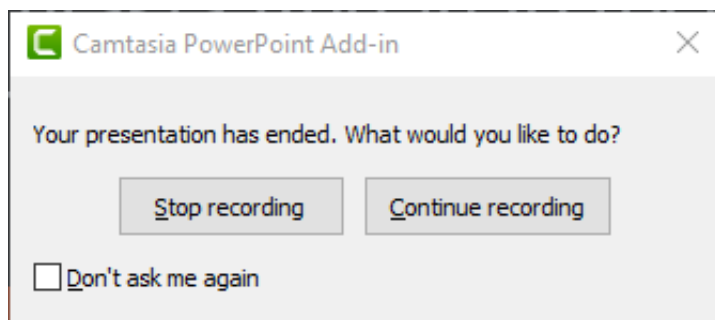 Camtasia PowerPoint Add-in
Your presentation has ended. What would you like to do?
Stop recording
Continue recording
Don't ask me again